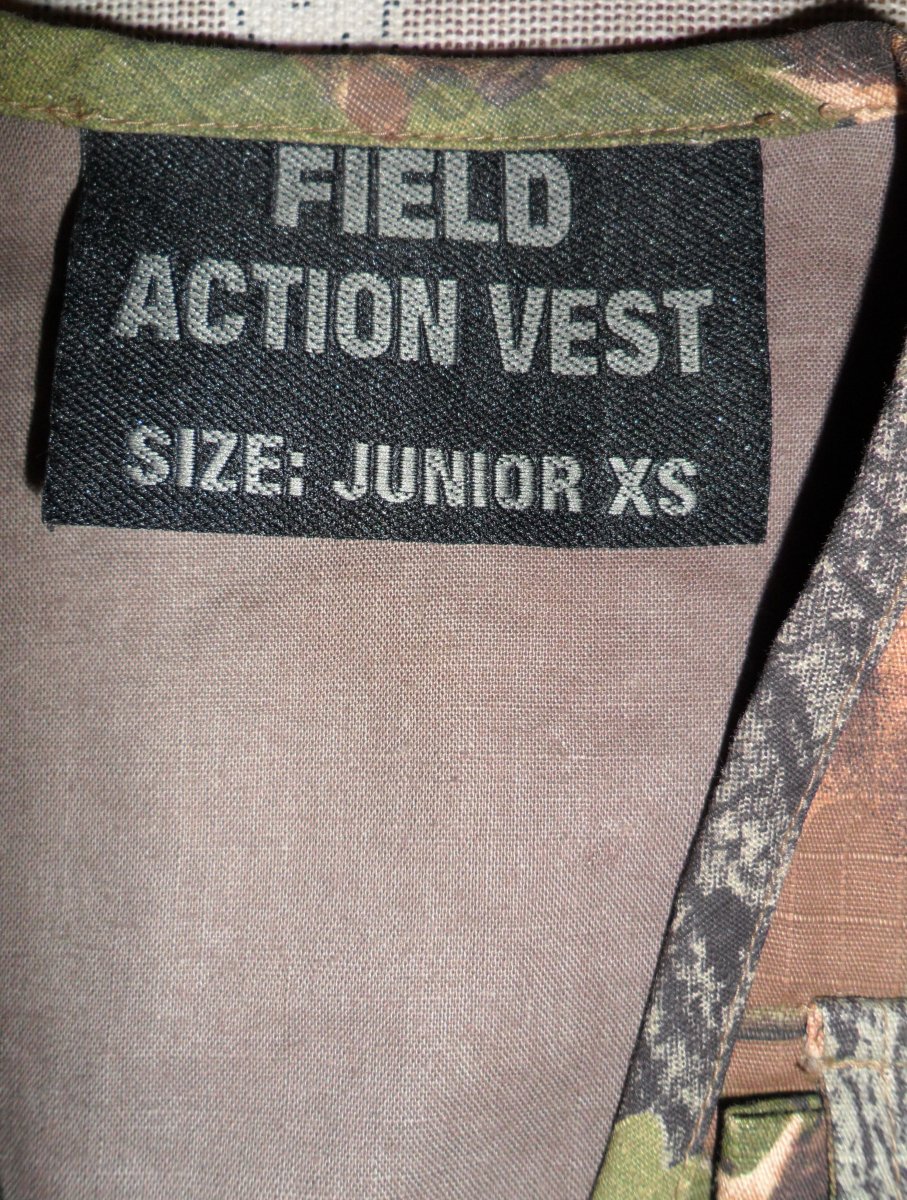 FIELD
ACTION VEST
SIZE: JUNIOR XS